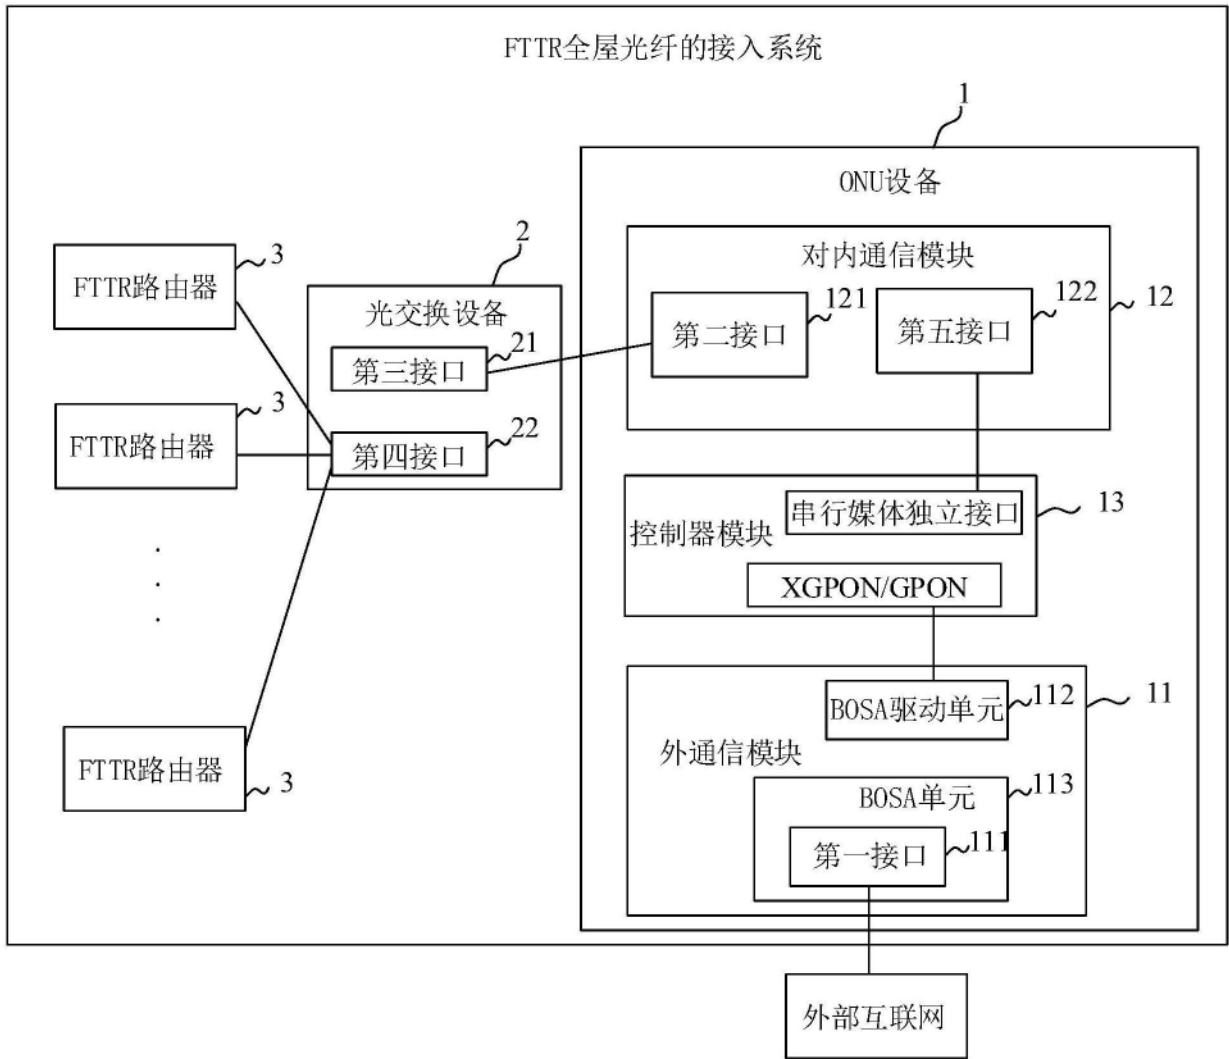 FTTR全屋光纤的接入系统
1
ONU设备
对内通信模块
12
第二接口
121
第五接口
122
2
光交换设备
第三接口
21
第四接口
22
FTTR路由器
3
FTTR路由器
3
FTTR路由器
3
控制器模块
13
串行媒体独立接口
XGPON/GPON
外通信模块
11
BOSA驱动单元
112
BOSA单元
113
第一接口
111
外部互联网